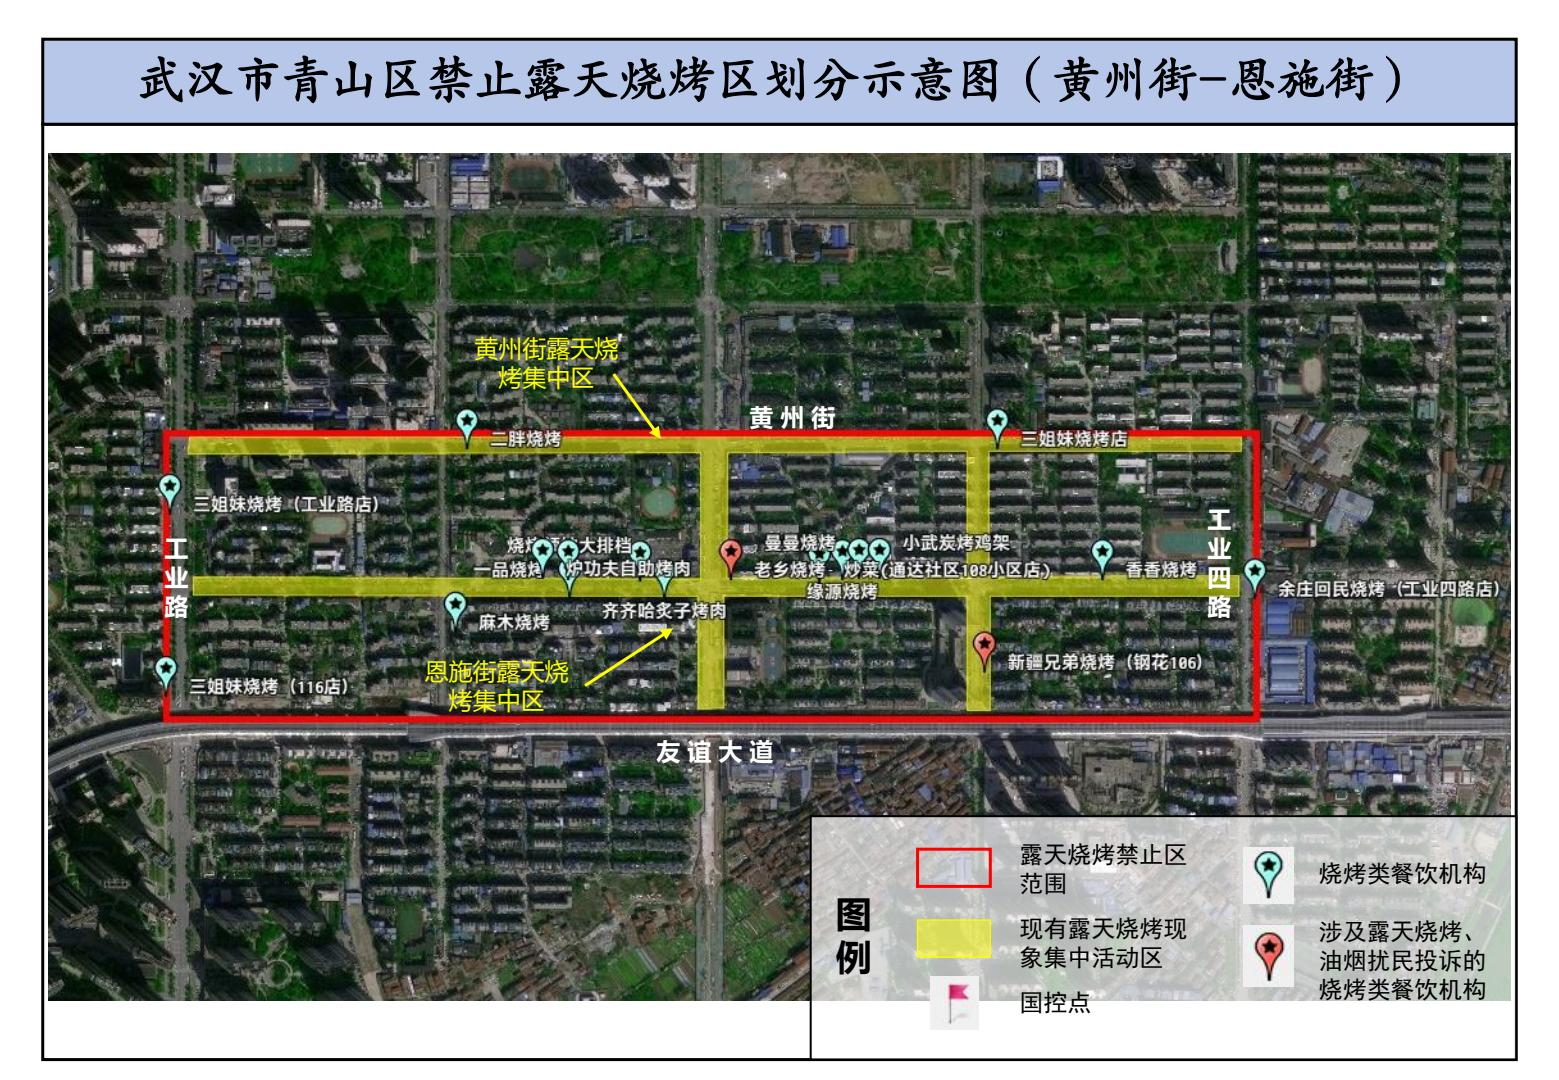 武汉市青山区禁止露天烧烤区划分示意图（黄州街-恩施街）
黄州街露天烧
烤集中区
黄州街
二胖烧烤
三姐妹烧烤店
三姐妹烧烤（工业路店）
工业路
工业四路
大排档
曼曼烧烤
小武炭烤鸡架
一品烧烤
炉功夫自助烤肉
老乡烧烤
炒菜(通达社区108小区店)
香香烧烤
缘源烧烤
余庄回民烧烤（工业四路店）
齐齐哈炙子烤肉
麻木烧烤
恩施街露天烧
烤集中区
新疆兄弟烧烤（钢花106）
三姐妹烧烤（116店）
友谊大道
图例
露天烧烤禁止区
范围
现有露天烧烤现
象集中活动区
国控点
烧烤类餐饮机构
涉及露天烧烤、
油烟扰民投诉的
烧烤类餐饮机构